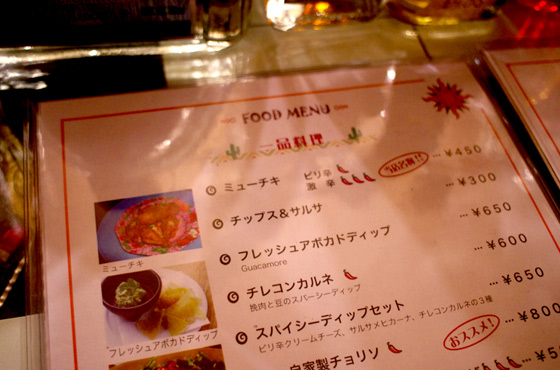 FOOD MENU
一品料理
ミューチキ ピリ辛 激辛 当店名物!! … ¥450
チップス&サルサ … ¥300
フレッシュアボカドディップ … ¥650
Guacamore
チレコンカルネ … ¥600
挽肉と豆のスパーシーディップ
スパイシーディップセット … ¥650
ピリ辛クリームチーズ、サルサメヒカーナ、チレコンカルネの3種
自家製チョリソ おススメ! … ¥800
ミューチキ
フレッシュアボカドディップ